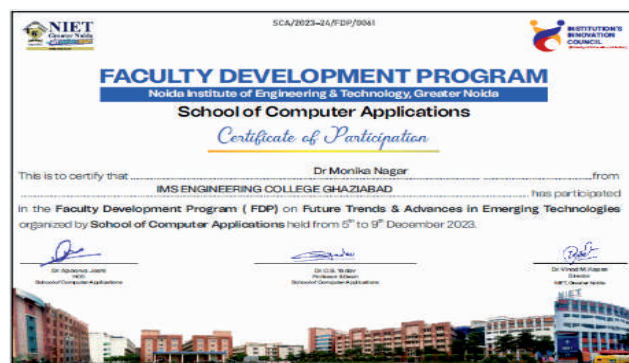 NIET
Greater Noida
SCA/2023-24/FDP/0061
INSTITUTION'S
INNOVATION
COUNCIL
FACULTY DEVELOPMENT PROGRAM
Noida Institute of Engineering & Technology, Greater Noida
School of Computer Applications
Certificate of Participation
This is to certify that Dr Monika Nagar from
IMS ENGINEERING COLLEGE GHAZIABAD has participated
in the Faculty Development Program ( FDP) on Future Trends & Advances in Emerging Technologies
organized by School of Computer Applications held from 5th to 9th December 2023.
Dr. Joshi
HOD
School of Computer Applications
Dr. C.S. Yadav
Professor & Dean
School of Computer Applications
Dr. Vinod M. Kapse
Director
NIET, Greater Noida
NIET